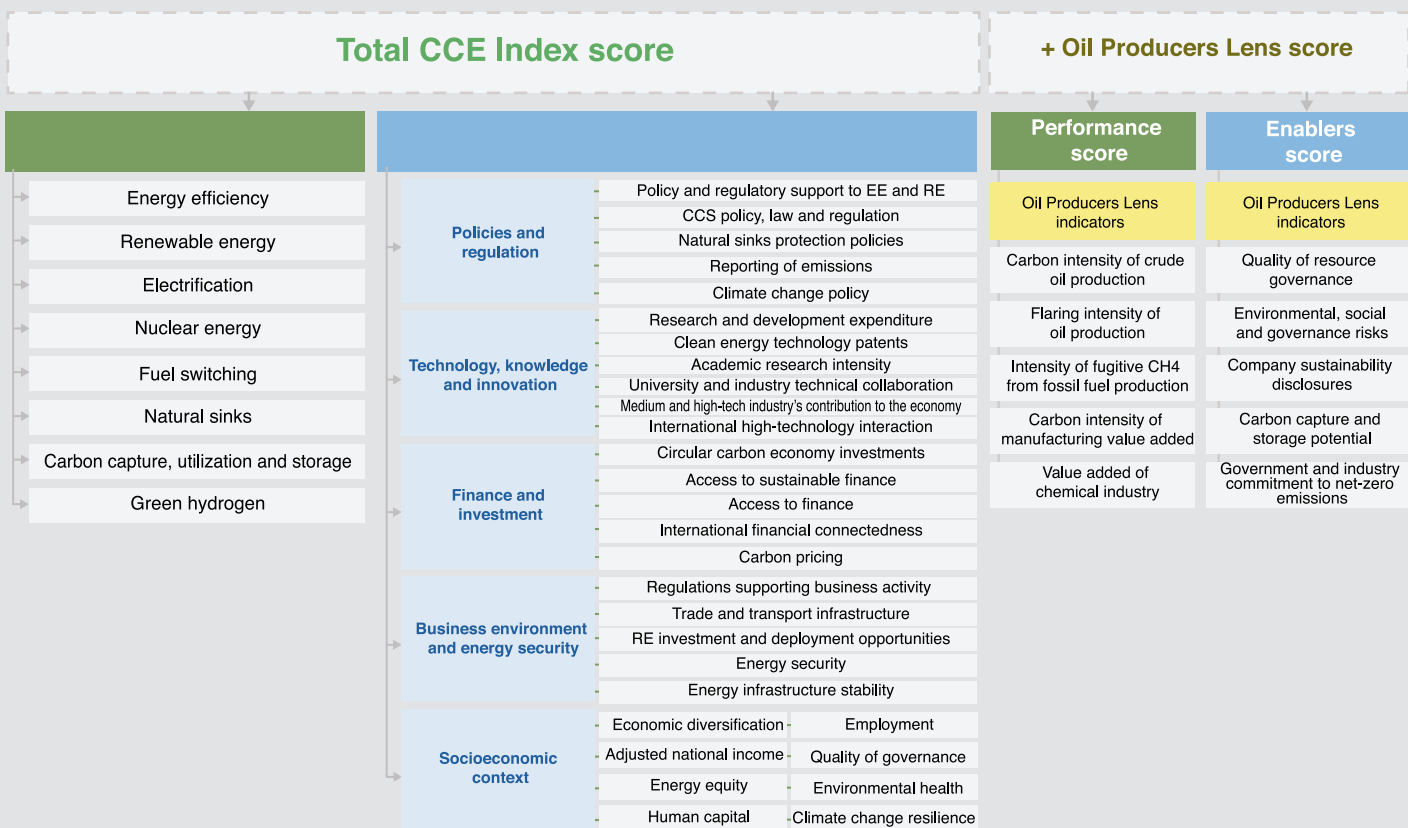 Total CCE Index score
+ Oil Producers Lens score
Energy efficiency
Renewable energy
Electrification
Nuclear energy
Fuel switching
Natural sinks
Carbon capture, utilization and storage
Green hydrogen
Policies and
regulation
Policy and regulatory support to EE and RE
CCS policy, law and regulation
Natural sinks protection policies
Reporting of emissions
Climate change policy
Technology, knowledge
and innovation
Research and development expenditure
Clean energy technology patents
Academic research intensity
University and industry technical collaboration
Medium and high-tech industry's contribution to the economy
International high-technology interaction
Finance and
investment
Circular carbon economy investments
Access to sustainable finance
Access to finance
International financial connectedness
Carbon pricing
Business environment
and energy security
Regulations supporting business activity
Trade and transport infrastructure
RE investment and deployment opportunities
Energy security
Energy infrastructure stability
Socioeconomic
context
Economic diversification
Employment
Adjusted national income
Quality of governance
Energy equity
Environmental health
Human capital
Climate change resilience
Performance
score
Oil Producers Lens
indicators
Carbon intensity of crude
oil production
Flaring intensity of
oil production
Intensity of fugitive CH4
from fossil fuel production
Carbon intensity of
manufacturing value added
Value added of
chemical industry
Enablers
score
Oil Producers Lens
indicators
Quality of resource
governance
Environmental, social
and governance risks
Company sustainability
disclosures
Carbon capture and
storage potential
Government and industry
commitment to net-zero
emissions